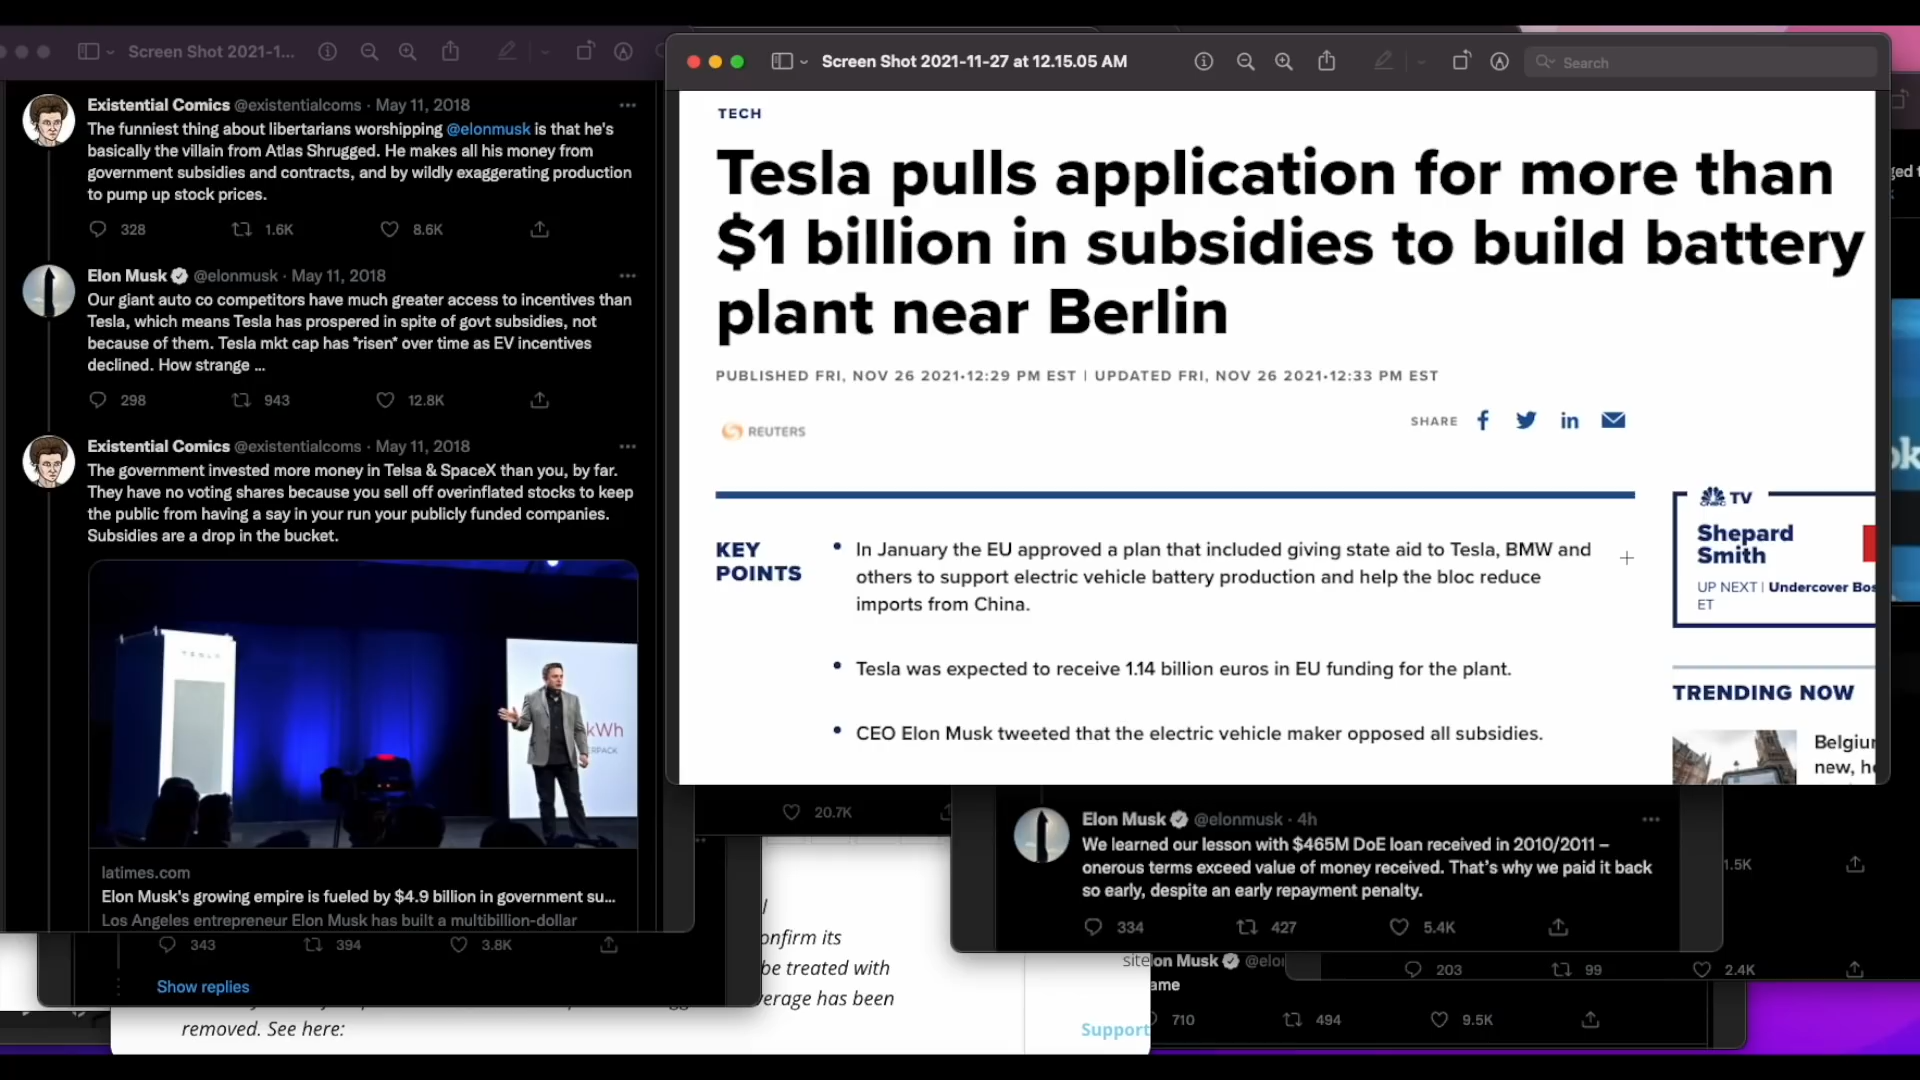 Screen Shot 2021-1...
Existential Comics @existentialcoms · May 11, 2018
The funniest thing about libertarians worshipping @elonmusk is that he's
basically the villain from Atlas Shrugged. He makes all his money from
government subsidies and contracts, and by wildly exaggerating production
to pump up stock prices.
328 1.6K 8.6K
Elon Musk @elonmusk · May 11, 2018
Our giant auto co competitors have much greater access to incentives than
Tesla, which means Tesla has prospered in spite of govt subsidies, not
because of them. Tesla mkt cap has *risen* over time as EV incentives
declined. How strange ...
298 943 12.8K
Existential Comics @existentialcoms · May 11, 2018
The government invested more money in Telsa & SpaceX than you, by far.
They have no voting shares because you sell off overinflated stocks to keep
the public from having a say in your run your publicly funded companies.
Subsidies are a drop in the bucket.
TESLA
kWh
latimes.com
Elon Musk's growing empire is fueled by $4.9 billion in government su...
Los Angeles entrepreneur Elon Musk has built a multibillion-dollar
343 394 3.8K
Show replies
Screen Shot 2021-11-27 at 12.15.05 AM
Search
TECH
Tesla pulls application for more than
$1 billion in subsidies to build battery
plant near Berlin
PUBLISHED FRI, NOV 26 2021•12:29 PM EST | UPDATED FRI, NOV 26 2021•12:33 PM EST
REUTERS
SHARE
KEY
POINTS
In January the EU approved a plan that included giving state aid to Tesla, BMW and
others to support electric vehicle battery production and help the bloc reduce
imports from China.
Tesla was expected to receive 1.14 billion euros in EU funding for the plant.
CEO Elon Musk tweeted that the electric vehicle maker opposed all subsidies.
TV
Shepard
Smith
UP NEXT | Undercover Bos
ET
TRENDING NOW
Belgiur
new, h
20.7K
Elon Musk @elonmusk · 4h
We learned our lesson with $465M DoE loan received in 2010/2011 –
onerous terms exceed value of money received. That's why we paid it back
so early, despite an early repayment penalty.
334 427 5.4K
1.5K
onfirm its
be treated with
verage has been
removed. See here:
site
on Musk @elo
ame
203 99 2.4K
710 494 9.5K
Support
ged t